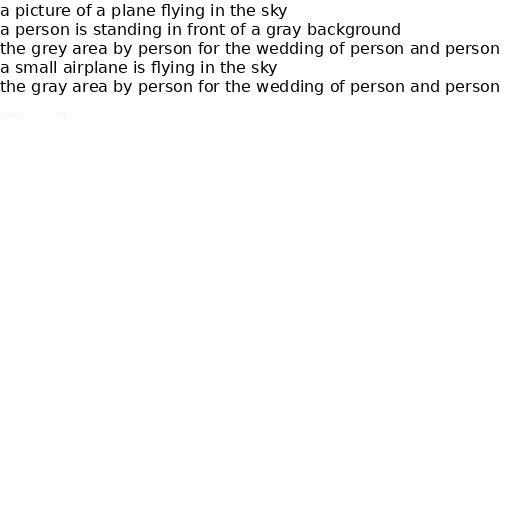 a picture of a plane flying in the sky
a person is standing in front of a gray background
the grey area by person for the wedding of person and person
a small airplane is flying in the sky
the gray area by person for the wedding of person and person